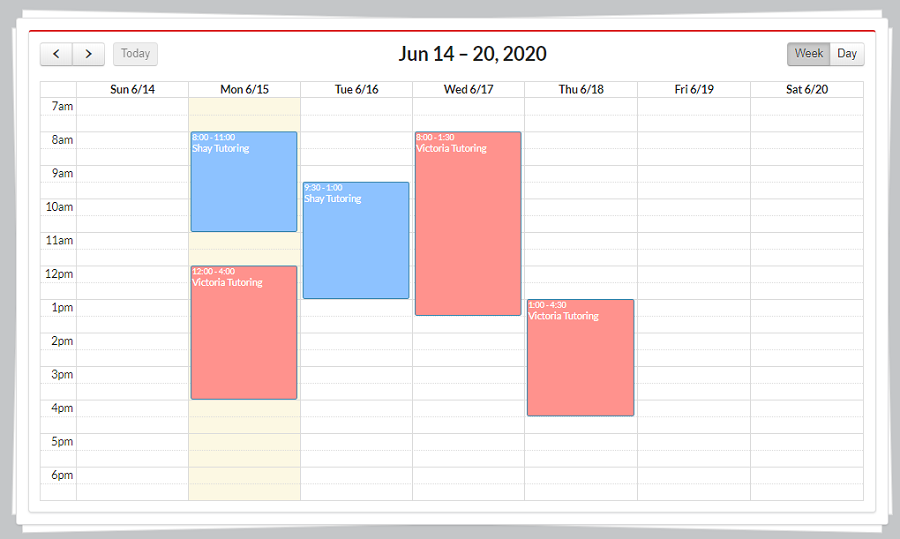 Today
Jun 14 – 20, 2020
Week Day
Sun 6/14 Mon 6/15 Tue 6/16 Wed 6/17 Thu 6/18 Fri 6/19 Sat 6/20
7am
8am
8:00 - 11:00
Shay Tutoring
8:00 - 1:30
Victoria Tutoring
9am
9:30 - 1:00
Shay Tutoring
10am
11am
12pm
12:00 - 4:00
Victoria Tutoring
1pm
1:00 - 4:30
Victoria Tutoring
2pm
3pm
4pm
5pm
6pm